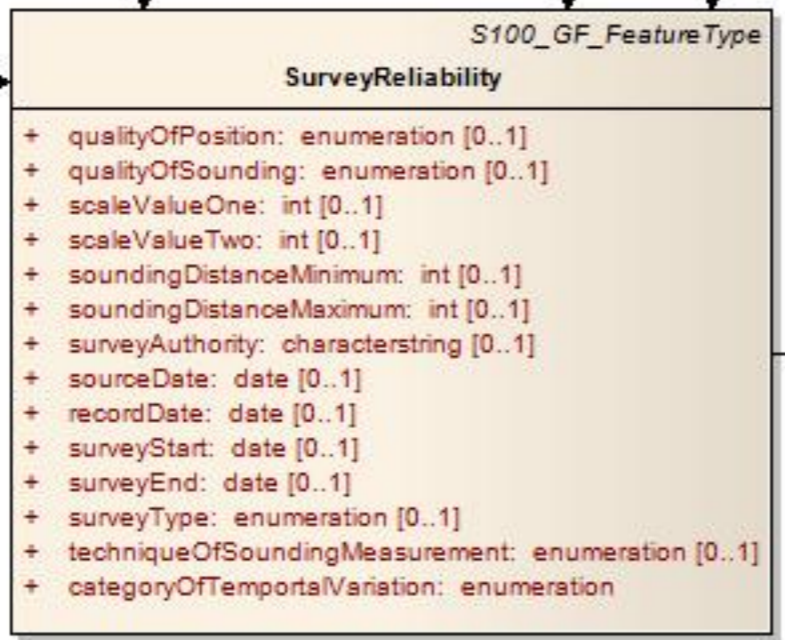 S100_GF_FeatureType
SurveyReliability
+ qualityOfPosition: enumeration [0..1]
+ qualityOfSounding: enumeration [0..1]
+ scaleValueOne: int [0..1]
+ scaleValueTwo: int [0..1]
+ soundingDistanceMinimum: int [0..1]
+ soundingDistanceMaximum: int [0..1]
+ surveyAuthority: characterstring [0..1]
+ sourceDate: date [0..1]
+ recordDate: date [0..1]
+ surveyStart: date [0..1]
+ surveyEnd: date [0..1]
+ surveyType: enumeration [0..1]
+ techniqueOfSoundingMeasurement: enumeration [0..1]
+ categoryOfTemportalVariation: enumeration